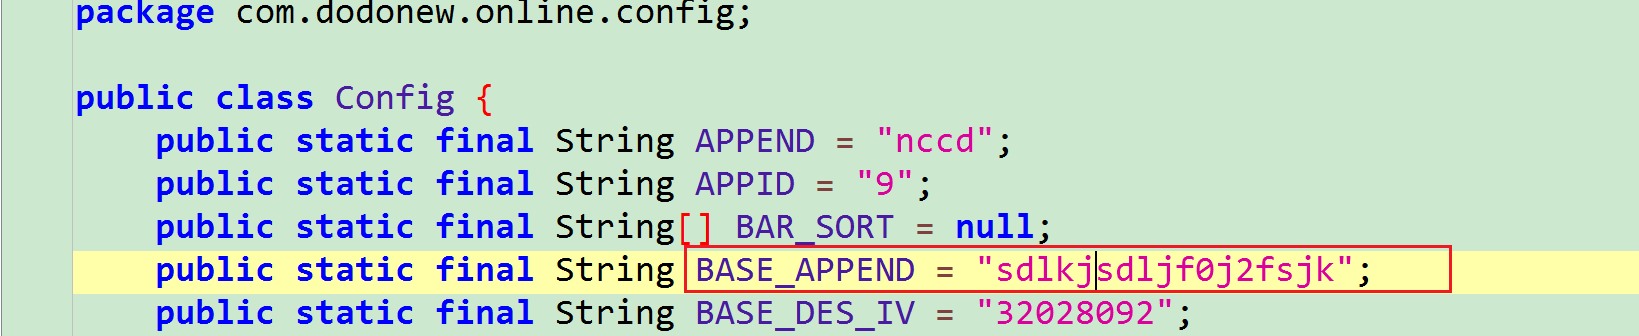 package com.dodonew.online.config;
public class Config {
public static final String APPEND = "nccd";
public static final String APPID = "9";
public static final String[] BAR_SORT = null;
public static final String BASE_APPEND = "sdlkjsdljf0j2fsjk";
public static final String BASE_DES_IV = "32028092";